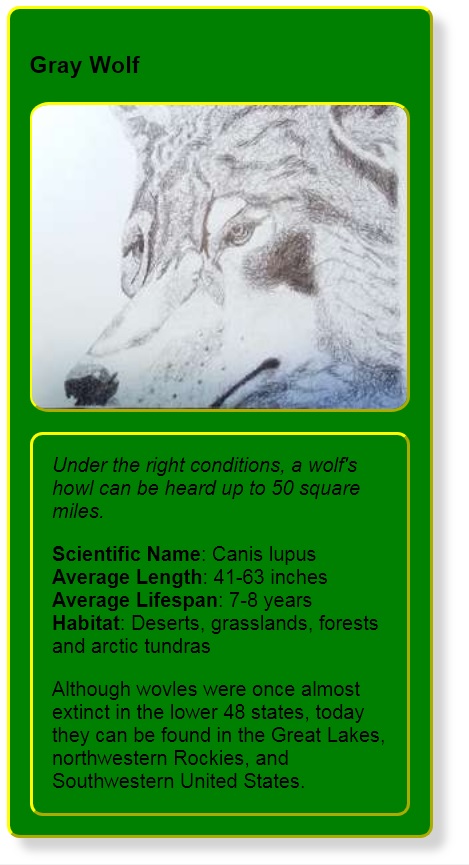 Gray Wolf
Under the right conditions, a wolf's
howl can be heard up to 50 square
miles.
Scientific Name: Canis lupus
Average Length: 41-63 inches
Average Lifespan: 7-8 years
Habitat: Deserts, grasslands, forests
and arctic tundras
Although wovles were once almost
extinct in the lower 48 states, today
they can be found in the Great Lakes,
northwestern Rockies, and
Southwestern United States.